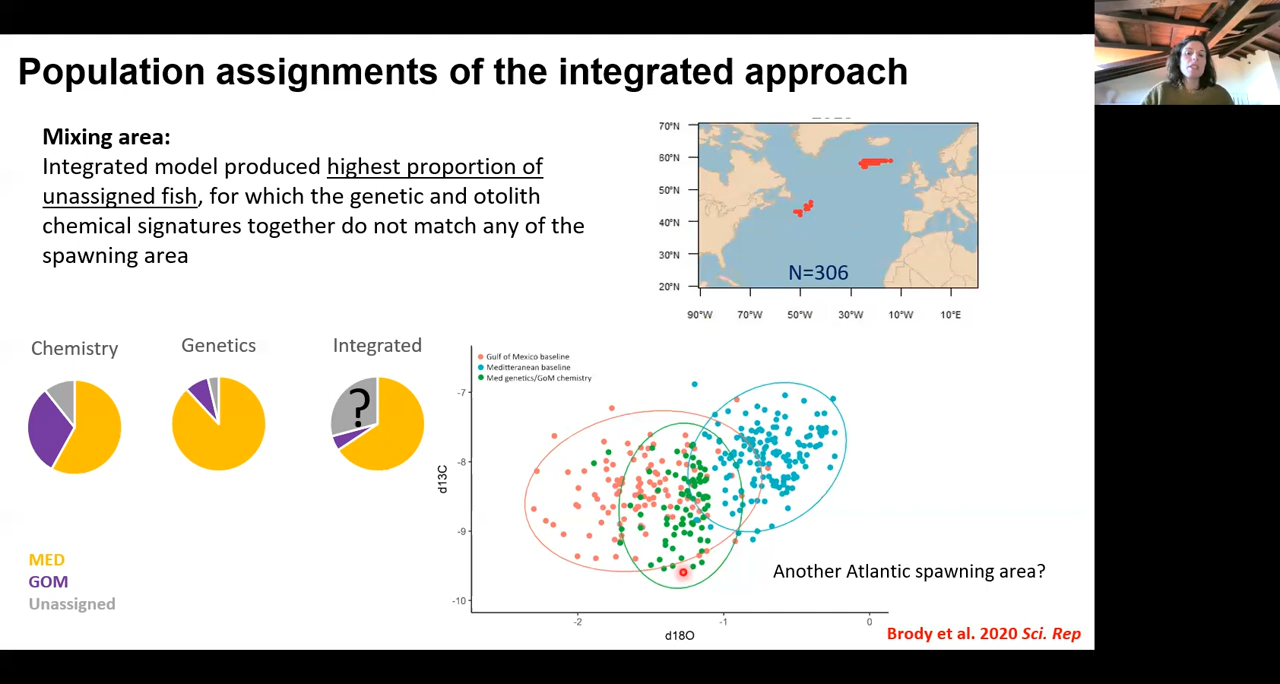 Population assignments of the integrated approach
Mixing area:
Integrated model produced highest proportion of
unassigned fish, for which the genetic and otolith
chemical signatures together do not match any of the
spawning area
70°N
60°N
50°N
40°N
30°N
20°N
N=306
90°W
70°W
50°W
30°W
10°W
10°E
Chemistry
Genetics
Integrated
?
MED
GOM
Unassigned
Gulf of Mexico baseline
Meditteranean baseline
Med genetics/GoM chemistry
-7
-8
-9
-10
d13C
-2
-1
0
d18O
Another Atlantic spawning area?
Brody et al. 2020 Sci. Rep